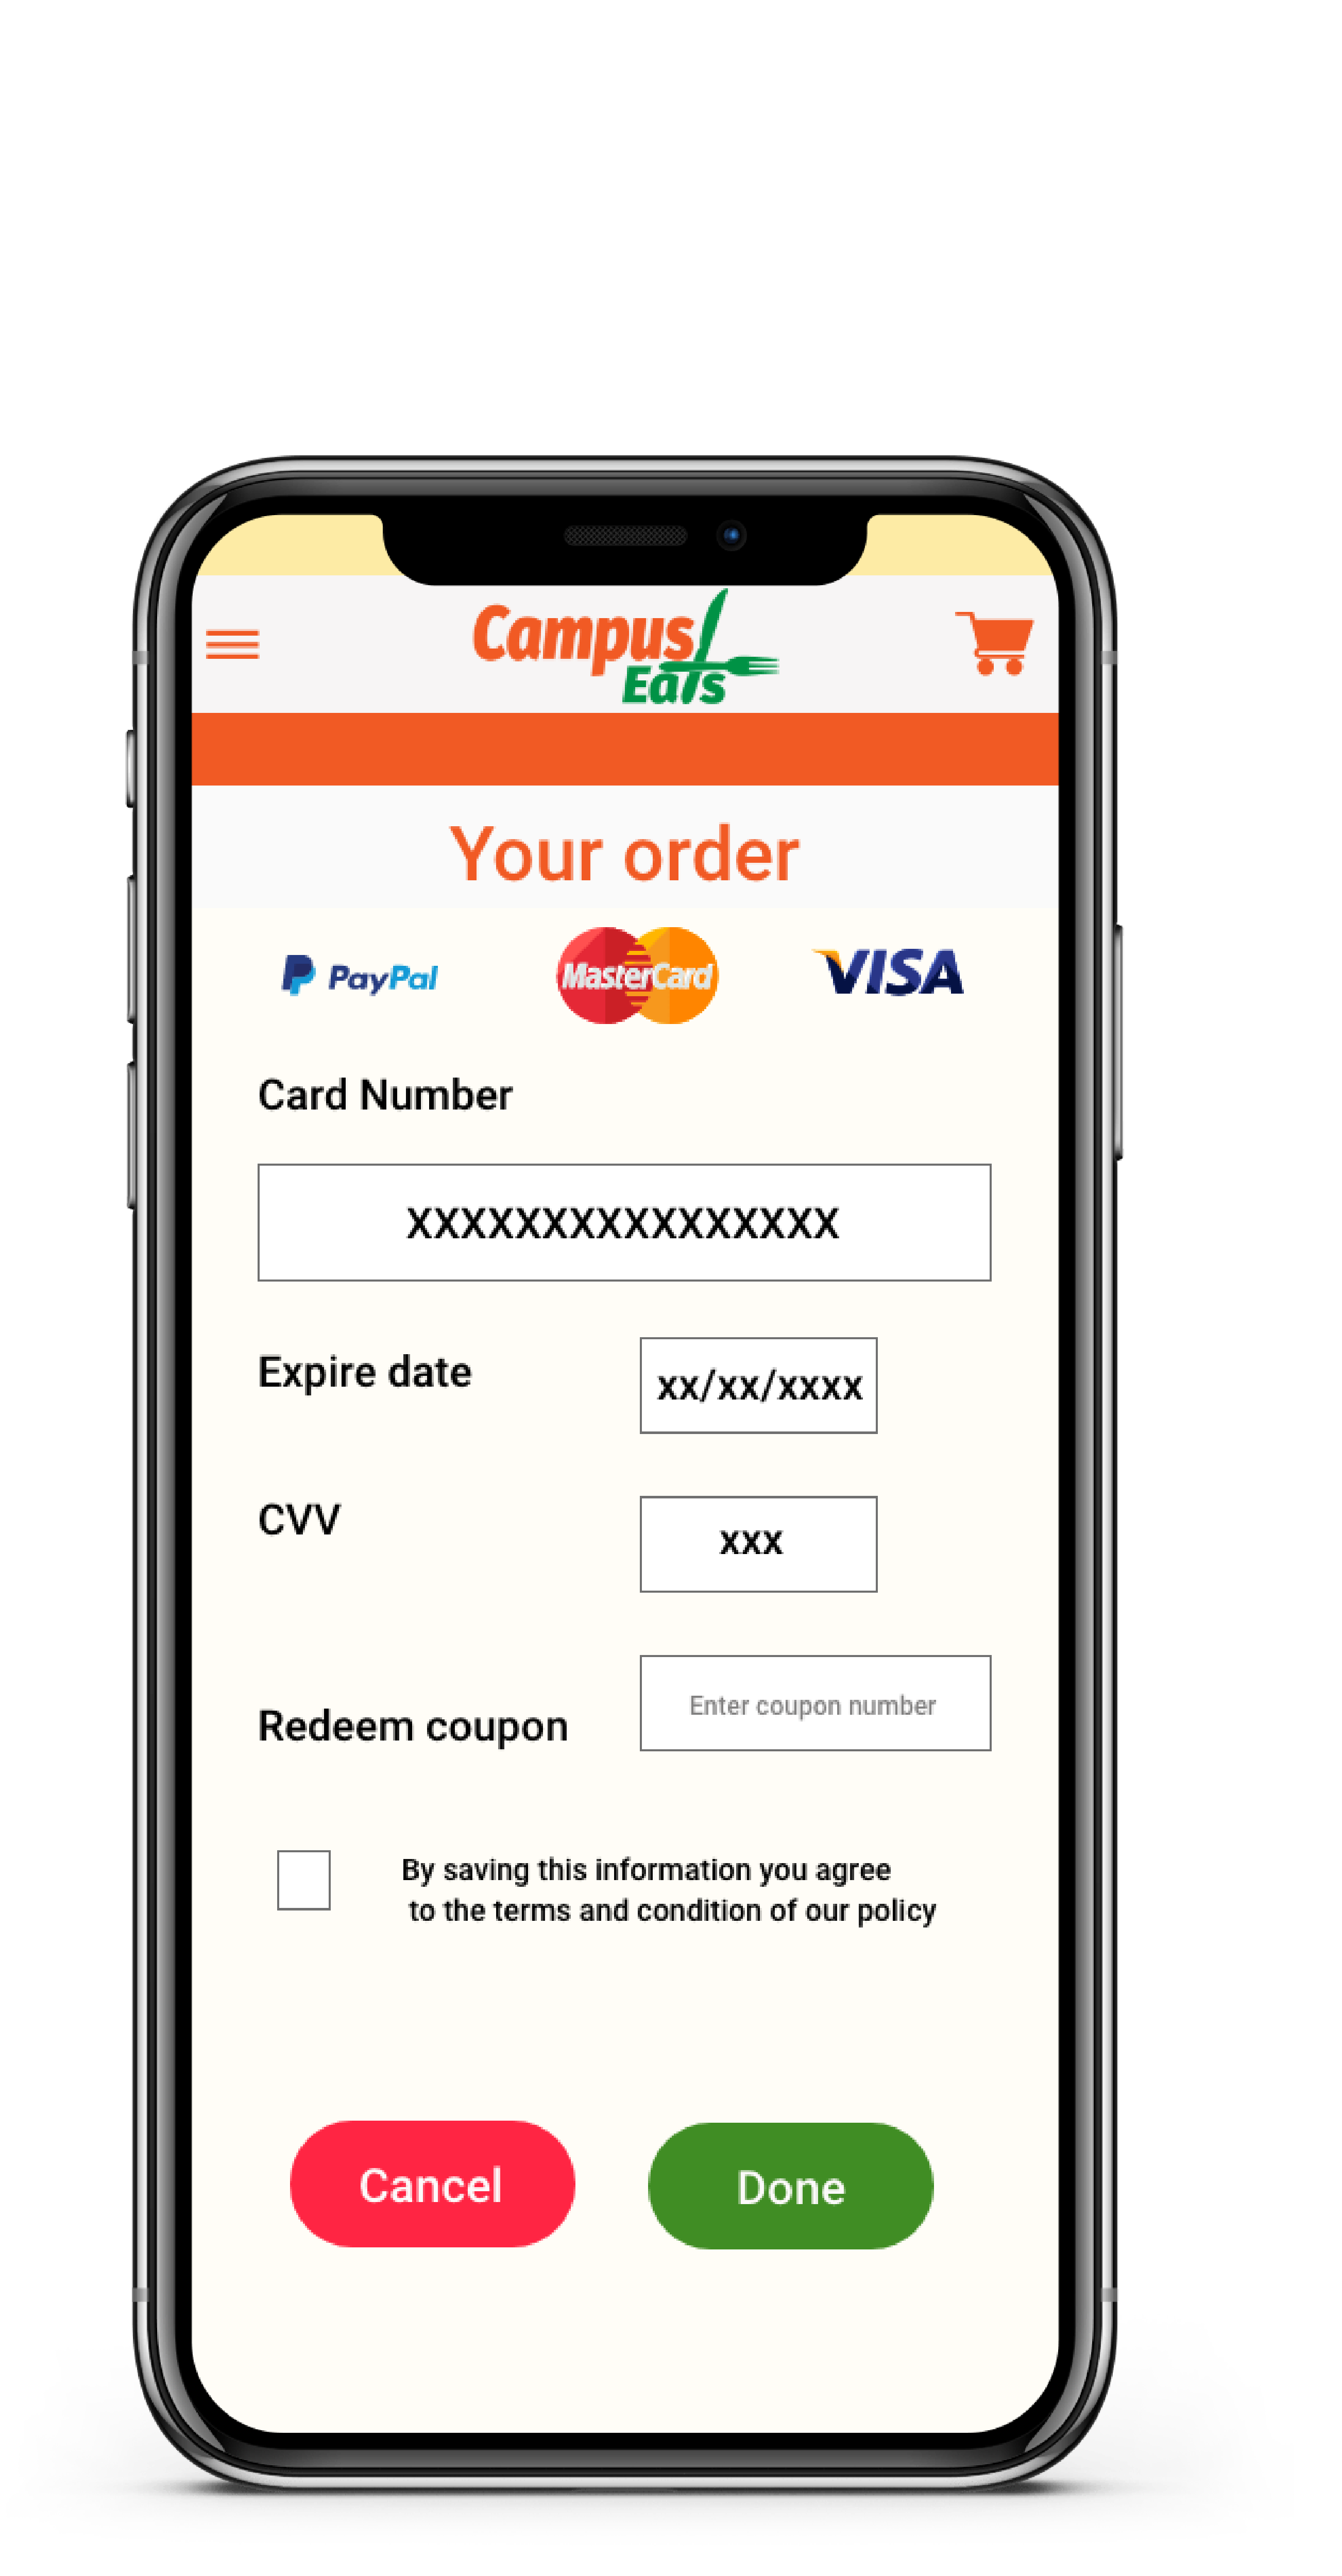 Campus
Eats
Your order
PayPal
MasterCard
VISA
Card Number
XXXXXXXXXXXXXXXX
Expire date
xx/xx/xxxx
CVV
xxx
Enter coupon number
Redeem coupon
By saving this information you agree
to the terms and condition of our policy
Cancel
Done